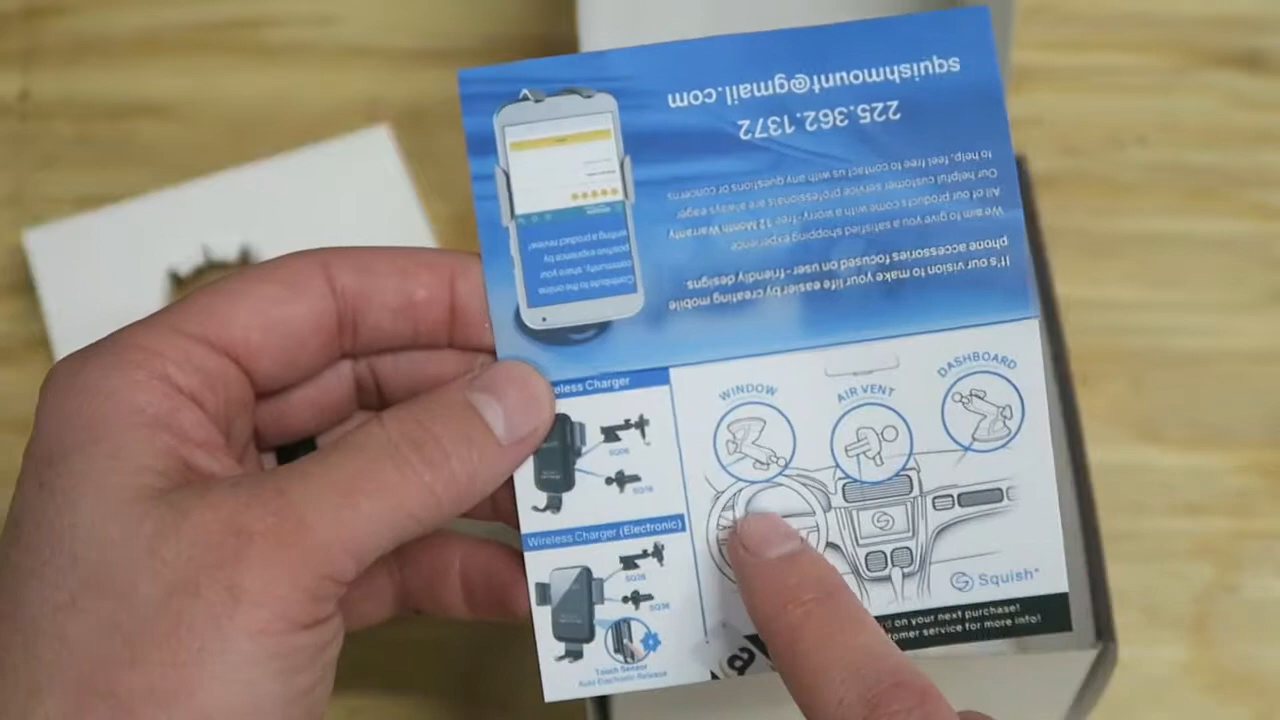 squishmount@gmail.com
225.362.1372
to help, feel free to contact us with any questions or concerns
Our helpful customer service professionals are always eager
All of our products come with a worry-free 12 Month Warranty
We aim to give you a satisfied shopping experience
phone accessories focused on user-friendly designs.
It's our vision to make your life easier by creating mobile
writing product review!
positive exprience by
community, share your
Contribute to the online
eless Charger
SQ16
Wireless Charger (Electronic)
SQ28
SQ36
Touch Sensor
Auto Electronic Release
WINDOW
AIR VENT
DASHBOARD
Squish
d on your next purchase!
tomer service for more info!